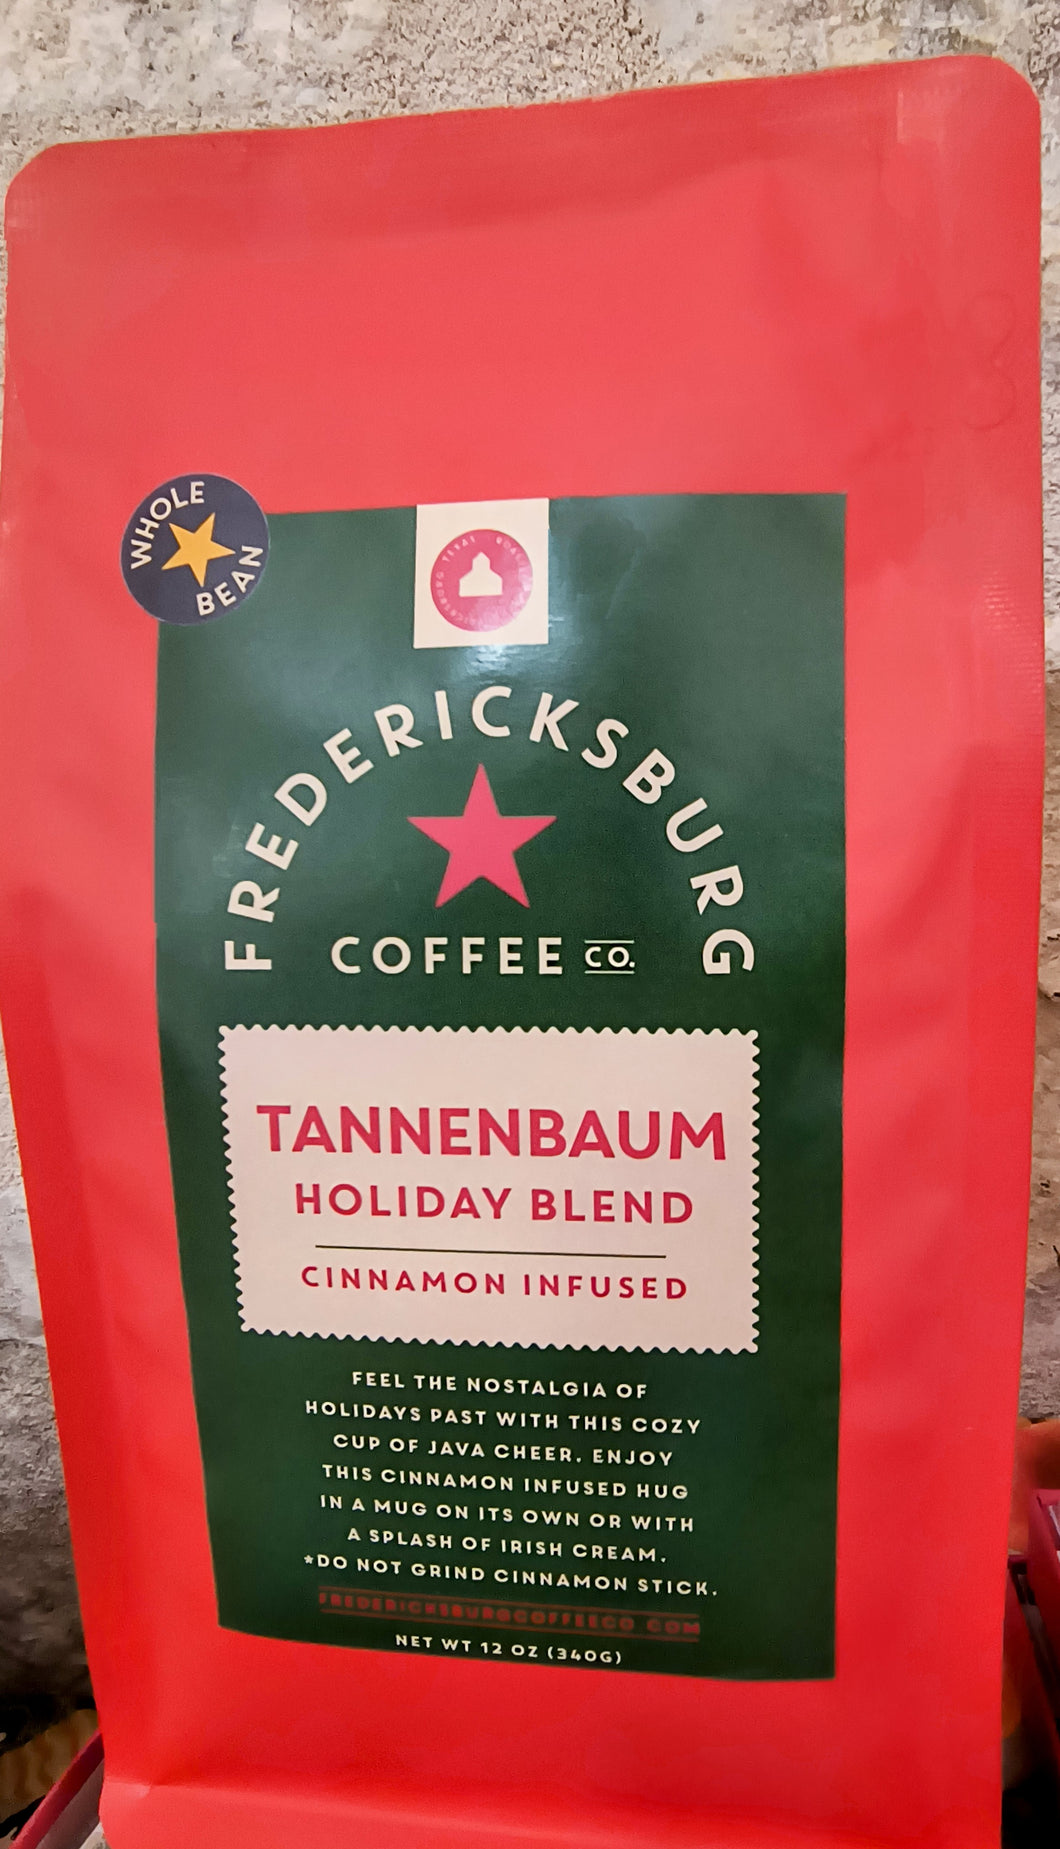 WHOLE
BEAN
FREDERICKSBURG
COFFEE CO.
TANNENBAUM
HOLIDAY BLEND
CINNAMON INFUSED
FEEL THE NOSTALGIA OF
HOLIDAYS PAST WITH THIS COZY
CUP OF JAVA CHEER. ENJOY
THIS CINNAMON INFUSED HUG
IN A MUG ON ITS OWN OR WITH
A SPLASH OF IRISH CREAM.
*DO NOT GRIND CINNAMON STICK.
FREDERICKSBURGCOFFEECO.COM
NET WT 12 OZ (340G)